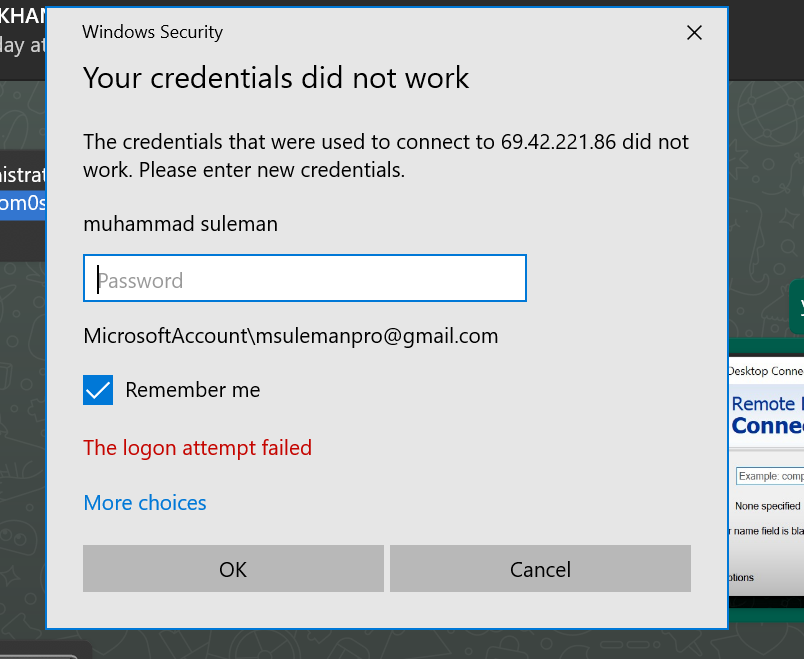 KHAN
Windows Security
lay at
Your credentials did not work
The credentials that were used to connect to 69.42.221.86 did not
work. Please enter new credentials.
istrat
om0s
muhammad suleman
Password
MicrosoftAccount\msulemanpro@gmail.com
Remember me
The logon attempt failed
More choices
OK
Cancel
Desktop Conne
Remote
Conne
Example: comp
None specified
r name field is bla
ptions